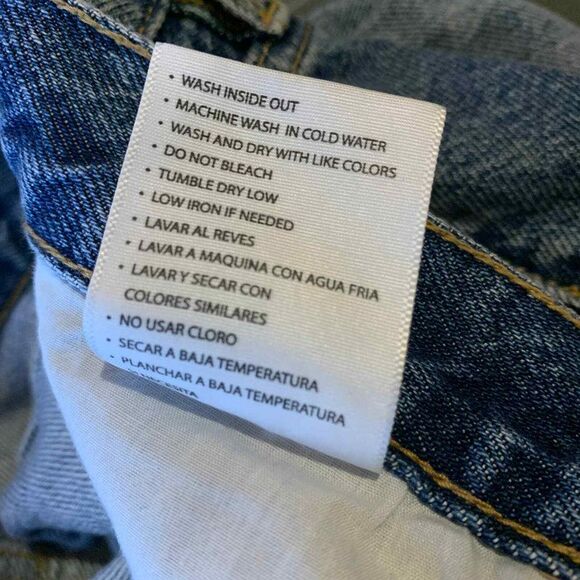 • WASH INSIDE OUT
• MACHINE WASH IN COLD WATER
• WASH AND DRY WITH LIKE COLORS
• DO NOT BLEACH
• TUMBLE DRY LOW
• LOW IRON IF NEEDED
• LAVAR AL REVES
• LAVAR A MAQUINA CON AGUA FRIA
• LAVAR Y SECAR CON
COLORES SIMILARES
• NO USAR CLORO
• SECAR A BAJA TEMPERATURA
• PLANCHAR A BAJA TEMPERATURA
NECESITA